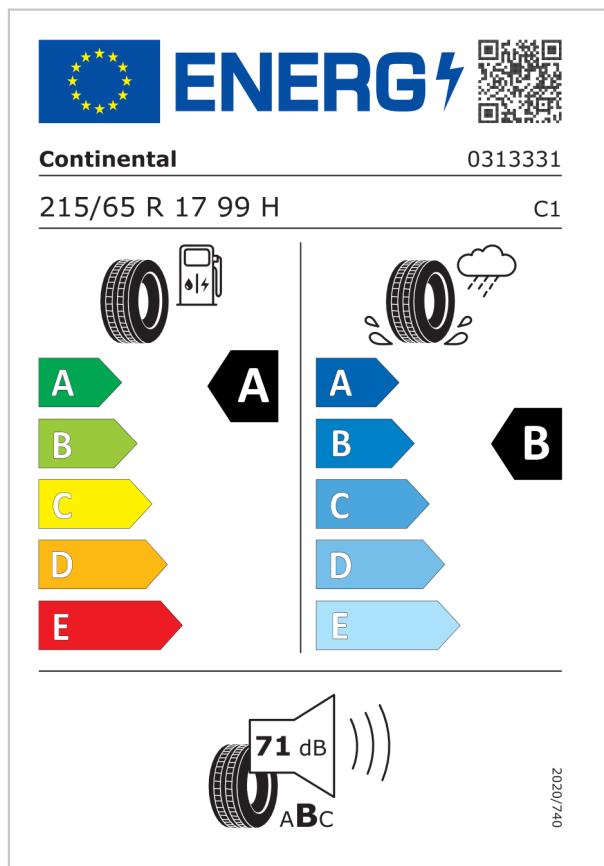 ENERG
Continental 0313331
215/65 R 17 99 H C1
A A A
B B B
C C
D D
E E
71 dB
ABC
2020/740